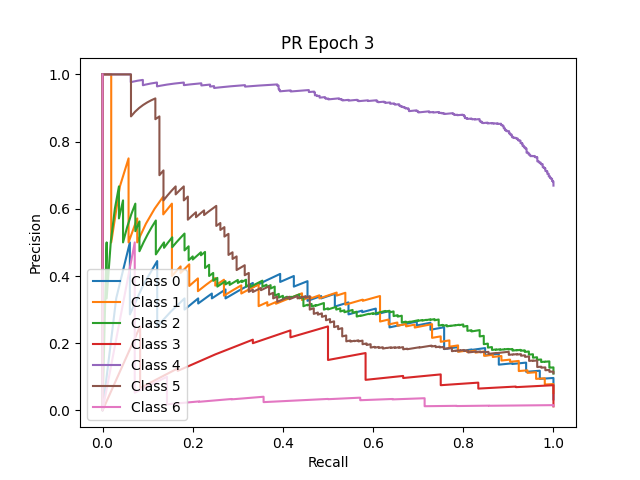 PR Epoch 3
Precision
1.0
0.8
0.6
0.4
0.2
0.0
Class 0
Class 1
Class 2
Class 3
Class 4
Class 5
Class 6
0.0 0.2 0.4 0.6 0.8 1.0
Recall